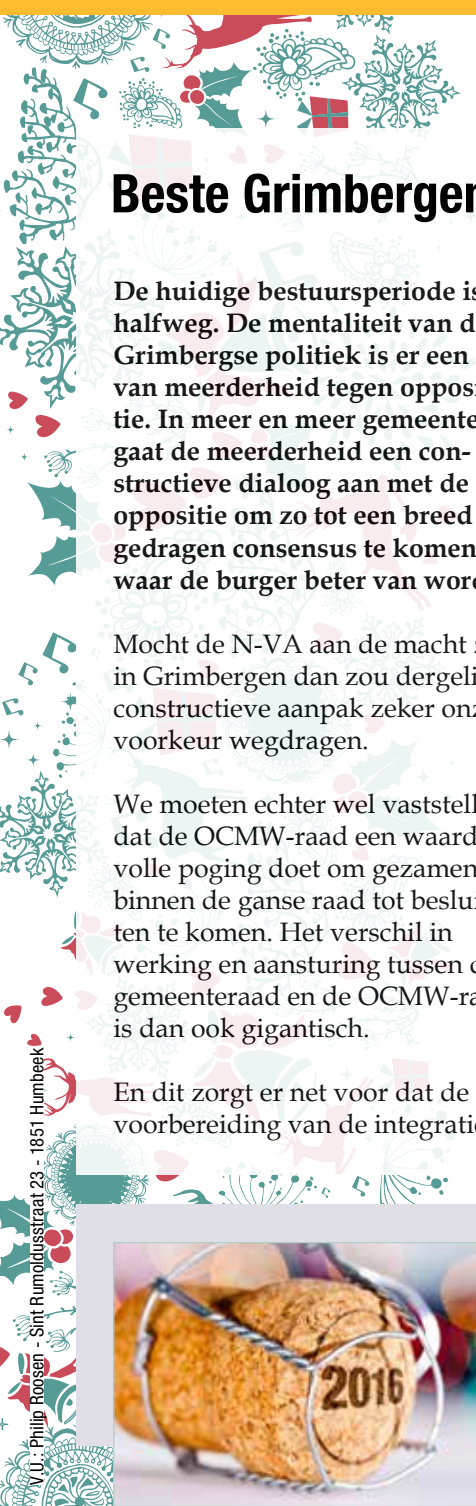 Beste Grimbergen
De huidige bestuursperiode is
halfweg. De mentaliteit van d
Grimbergse politiek is er een
van meerderheid tegen opposi
tie. In meer en meer gemeente
gaat de meerderheid een con-
structieve dialoog aan met de
oppositie om zo tot een breed
gedragen consensus te komen
waar de burger beter van word
Mocht de N-VA aan de macht z
in Grimbergen dan zou dergeli
constructieve aanpak zeker onz
voorkeur wegdragen.
We moeten echter wel vaststell
dat de OCMW-raad een waard
volle poging doet om gezamen
binnen de ganse raad tot beslui
ten te komen. Het verschil in
werking en aansturing tussen d
gemeenteraad en de OCMW-ra
is dan ook gigantisch.
En dit zorgt er net voor dat de
voorbereiding van de integratie
V.U.: Philip Roosen - Sint Rumoldusstraat 23 - 1851 Humbeek
2016